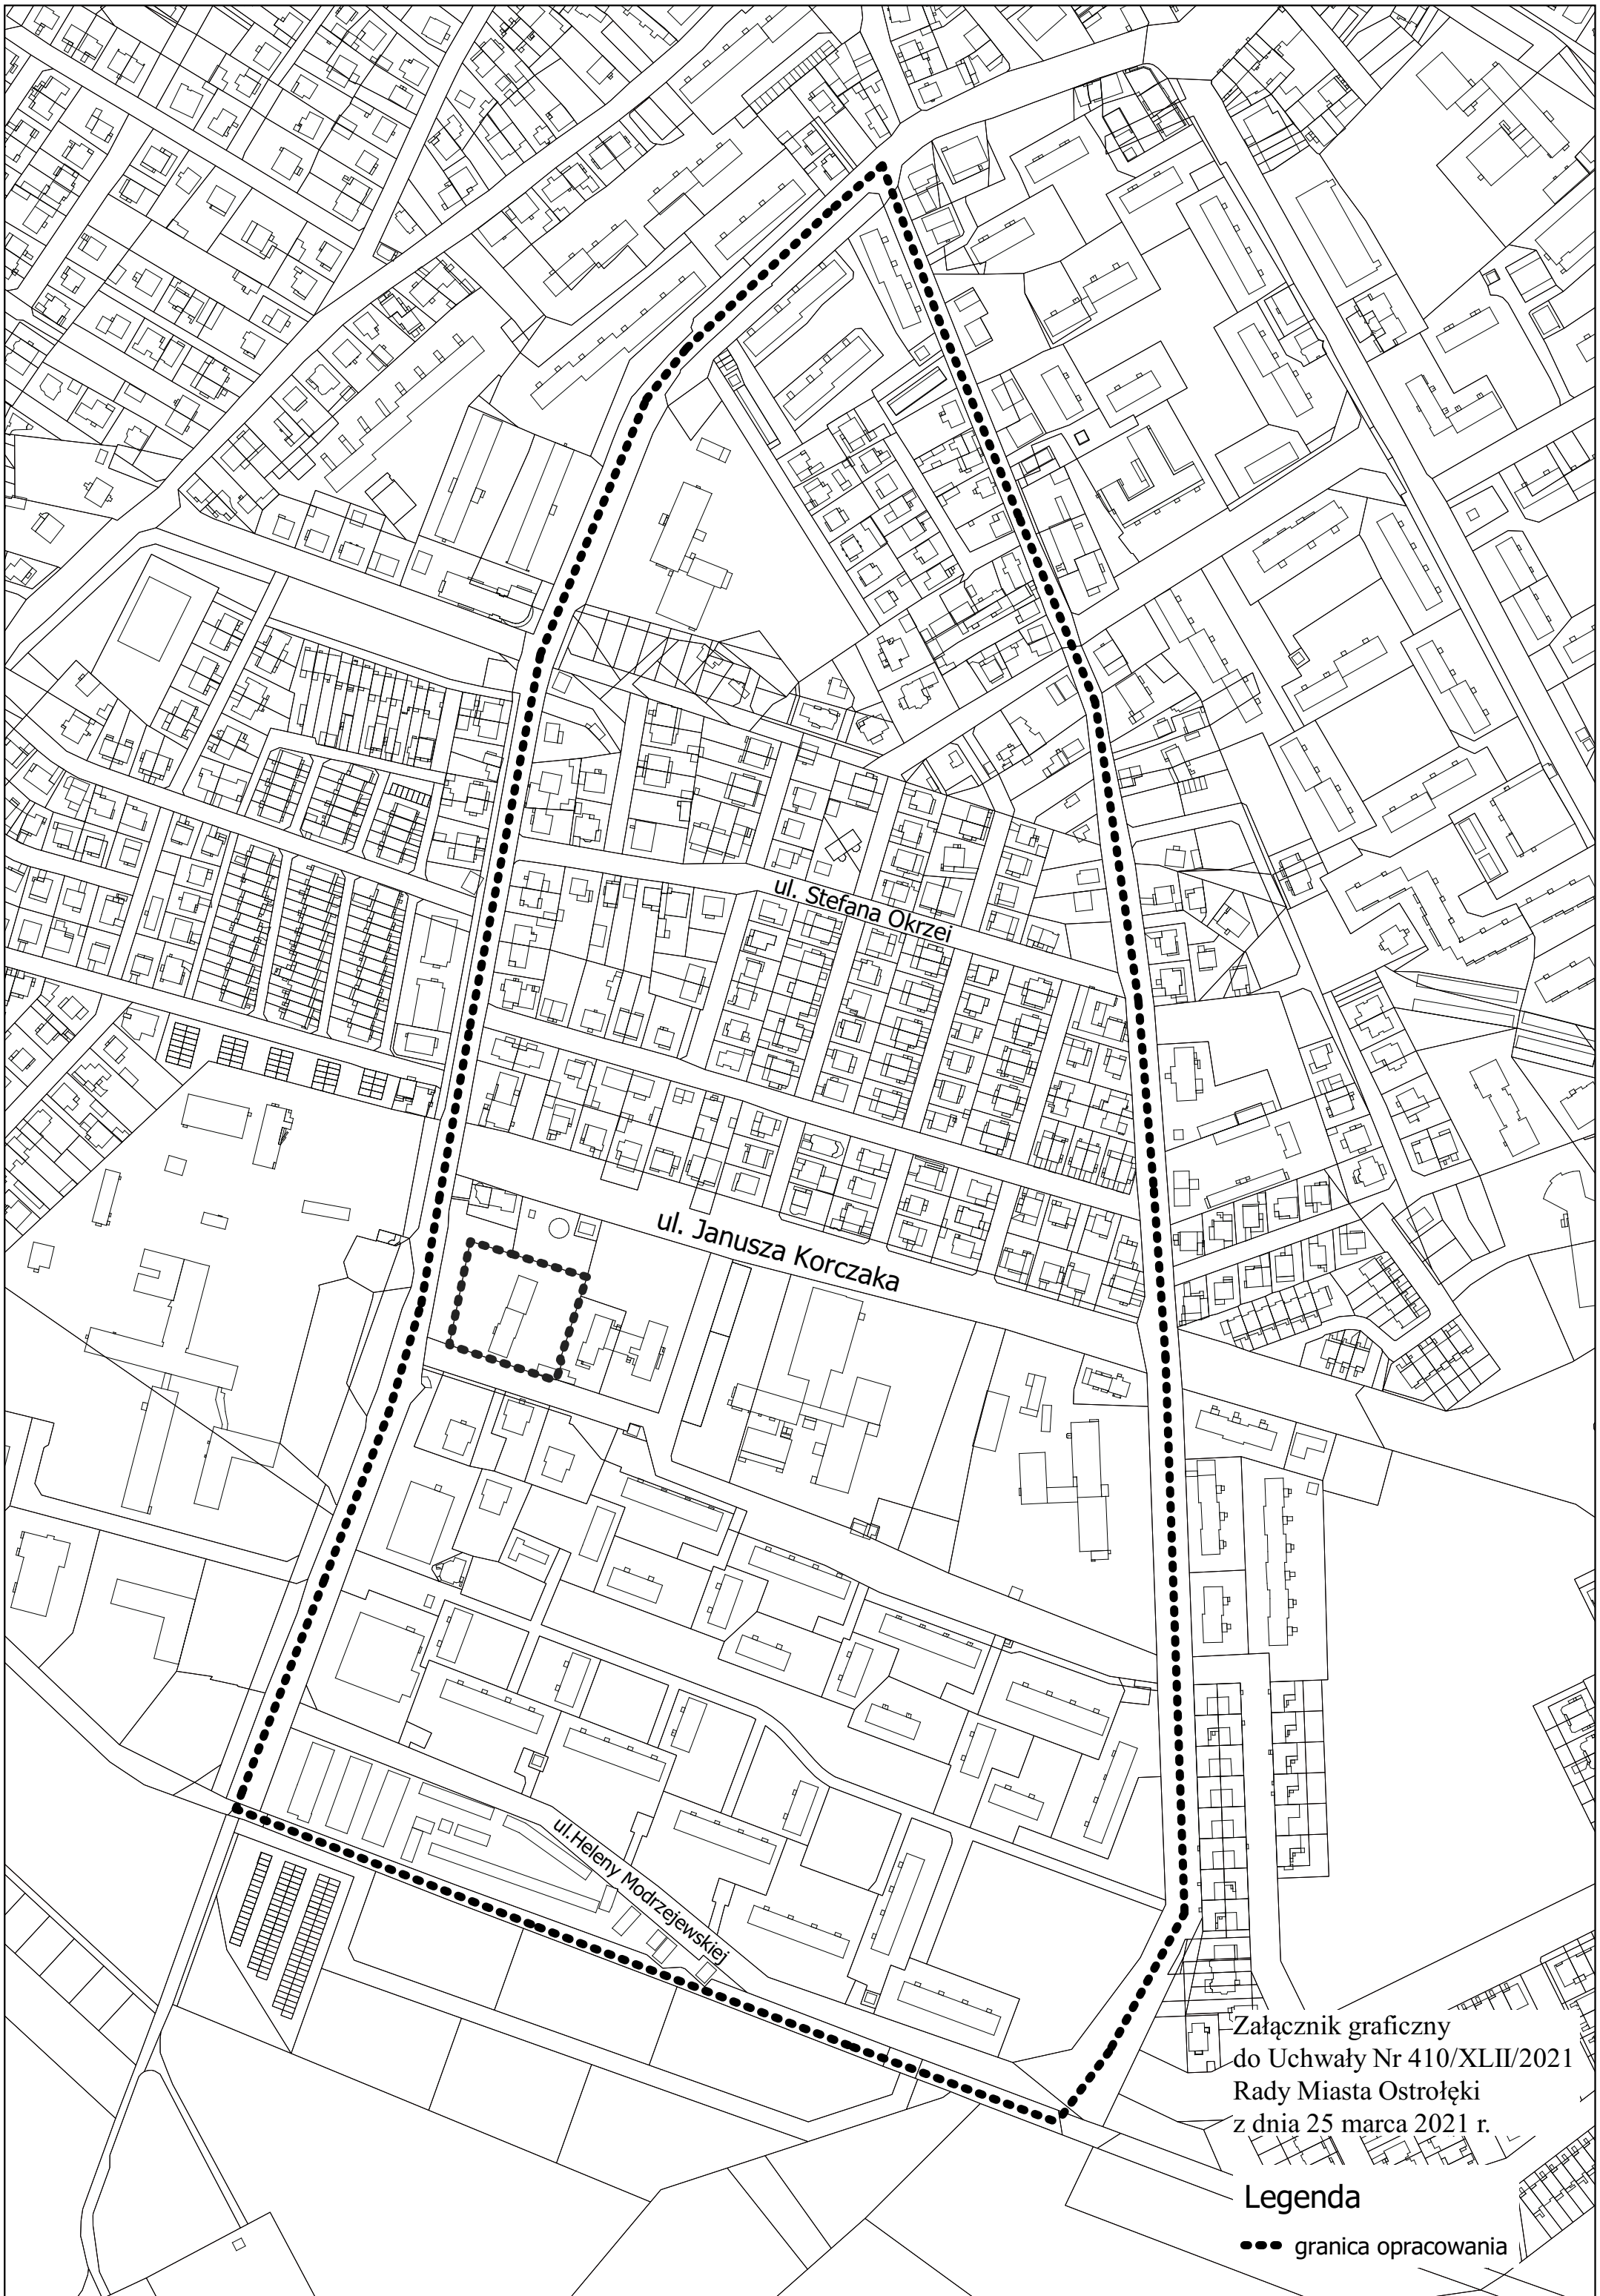 ul. Stefana Okrzei
ul. Janusza Korczaka
ul.Heleny Modrzejewskiej
Załącznik graficzny
do Uchwały Nr 410/XLII/2021
Rady Miasta Ostrołęki
z dnia 25 marca 2021 r.
Legenda
granica opracowania